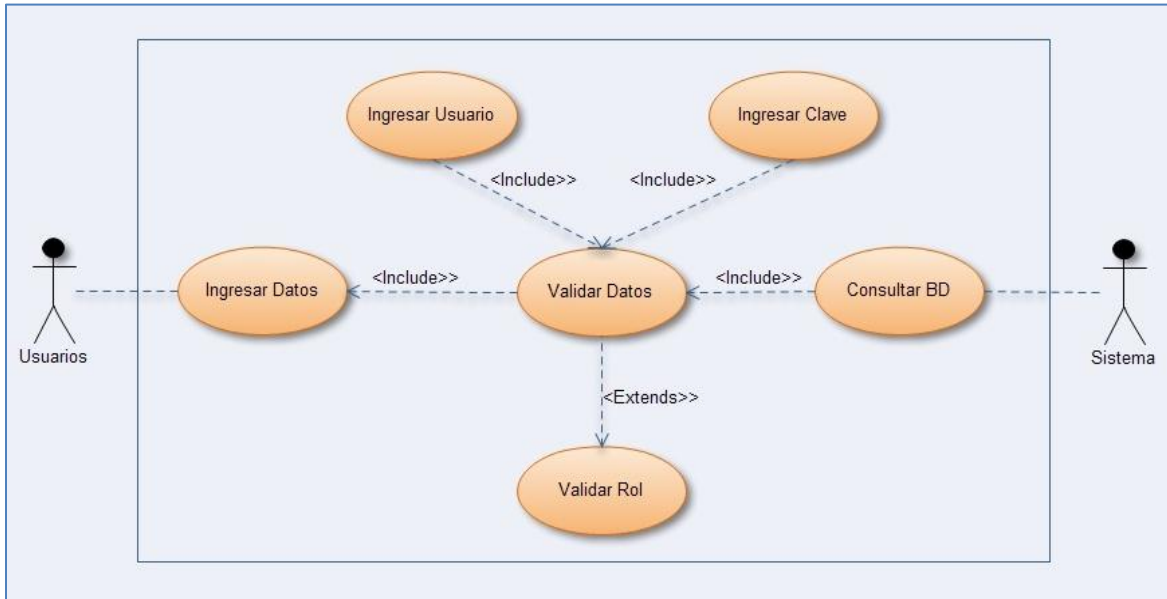 Ingresar Usuario
Ingresar Clave
<Include>>
<Include>>
Ingresar Datos
<Include>>
Validar Datos
<Include>>
Consultar BD
Usuarios
Sistema
<Extends>>
Validar Rol